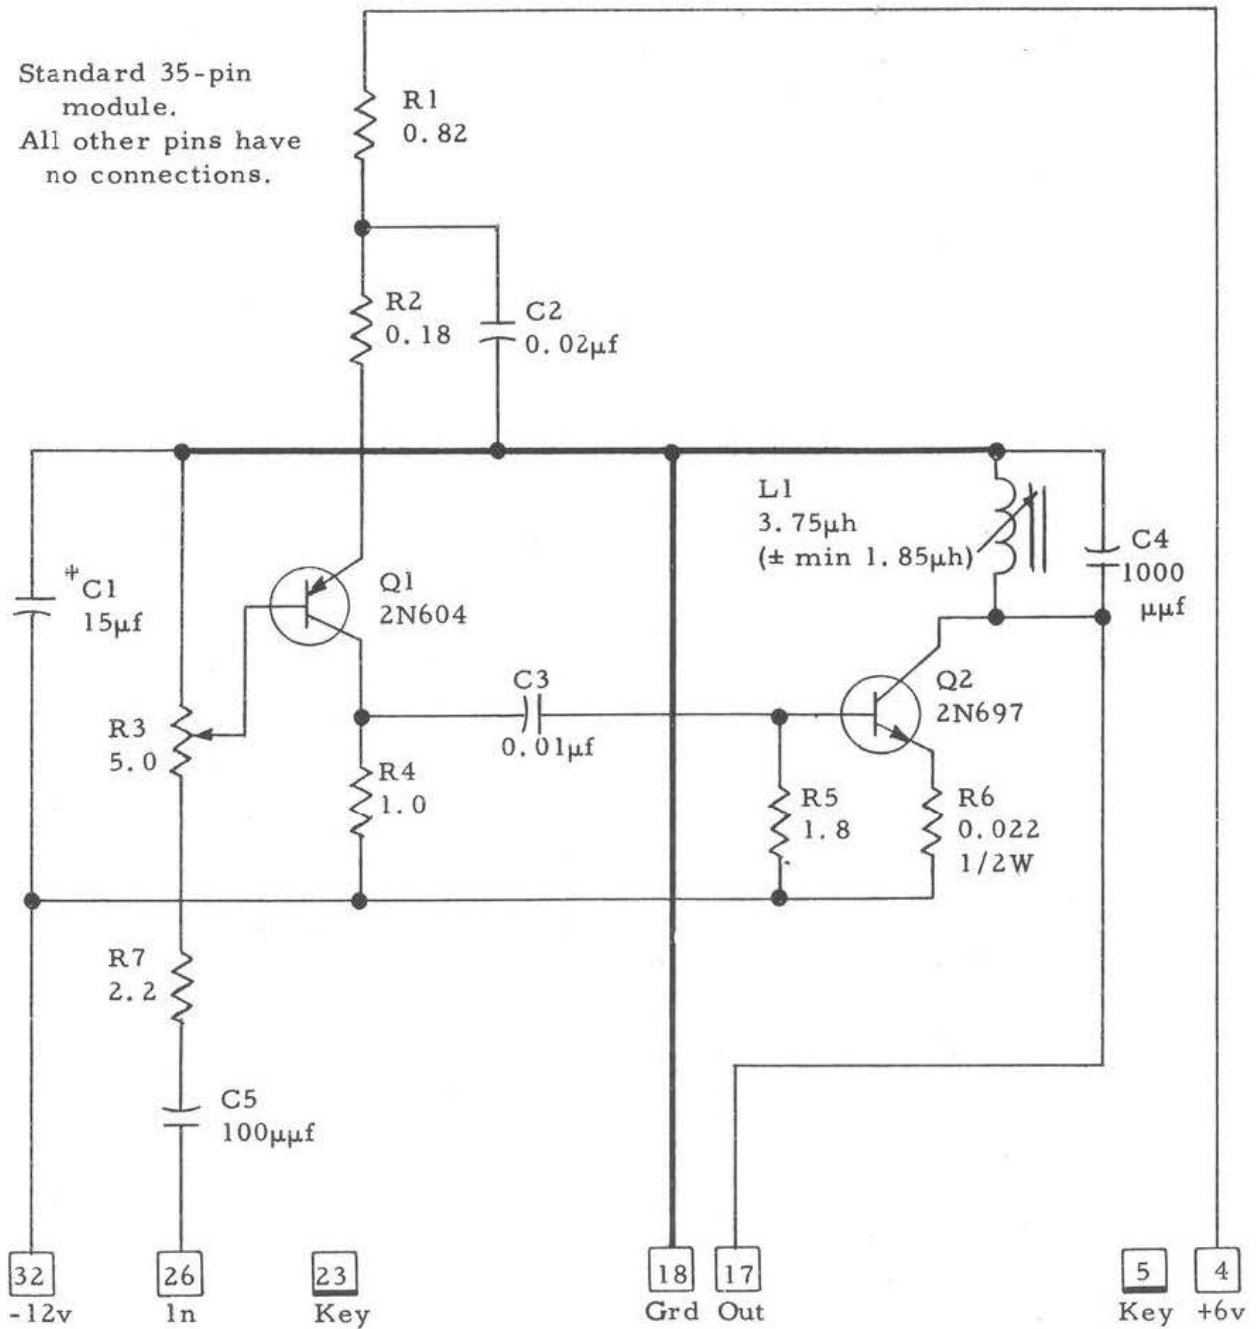 Standard 35-pin
module.
All other pins have
no connections.
R1
0.82
R2
0.18
C2
0.02μf
L1
3.75μh
(± min 1.85μh)
C4
1000
μμf
+
C1
15μf
Q1
2N604
Q2
2N697
C3
0.01μf
R3
5.0
R4
1.0
R5
1.8
R6
0.022
1/2W
R7
2.2
C5
100μμf
32
-12v
26
In
23
Key
18
Grd
17
Out
5
Key
4
+6v